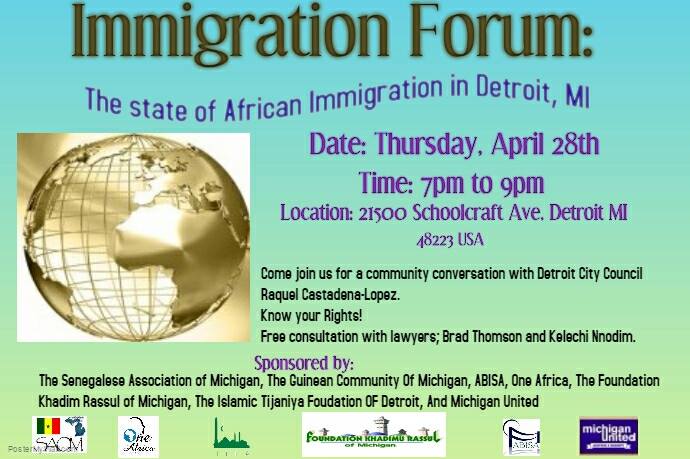 Immigration Forum:
The state of African Immigration in Detroit, MI
Date: Thursday, April 28th
Time: 7pm to 9pm
Location: 21500 Schoolcraft Ave. Detroit MI
48223 USA
Come join us for a community conversation with Detroit City Council
Raquel Castadena-Lopez.
Know your Rights!
Free consultation with lawyers; Brad Thomson and Kelechi Nnodim.
Sponsored by:
The Senegalese Association of Michigan, The Guinean Community Of Michigan, ABISA, One Africa, The Foundation
Khadim Rassul of Michigan, The Islamic Tijaniya Foudation OF Detroit, And Michigan United
SAOM
One
Africa
FOUNDATION KHADIMU RASSUL
of Michigan
ABISA
michigan
united